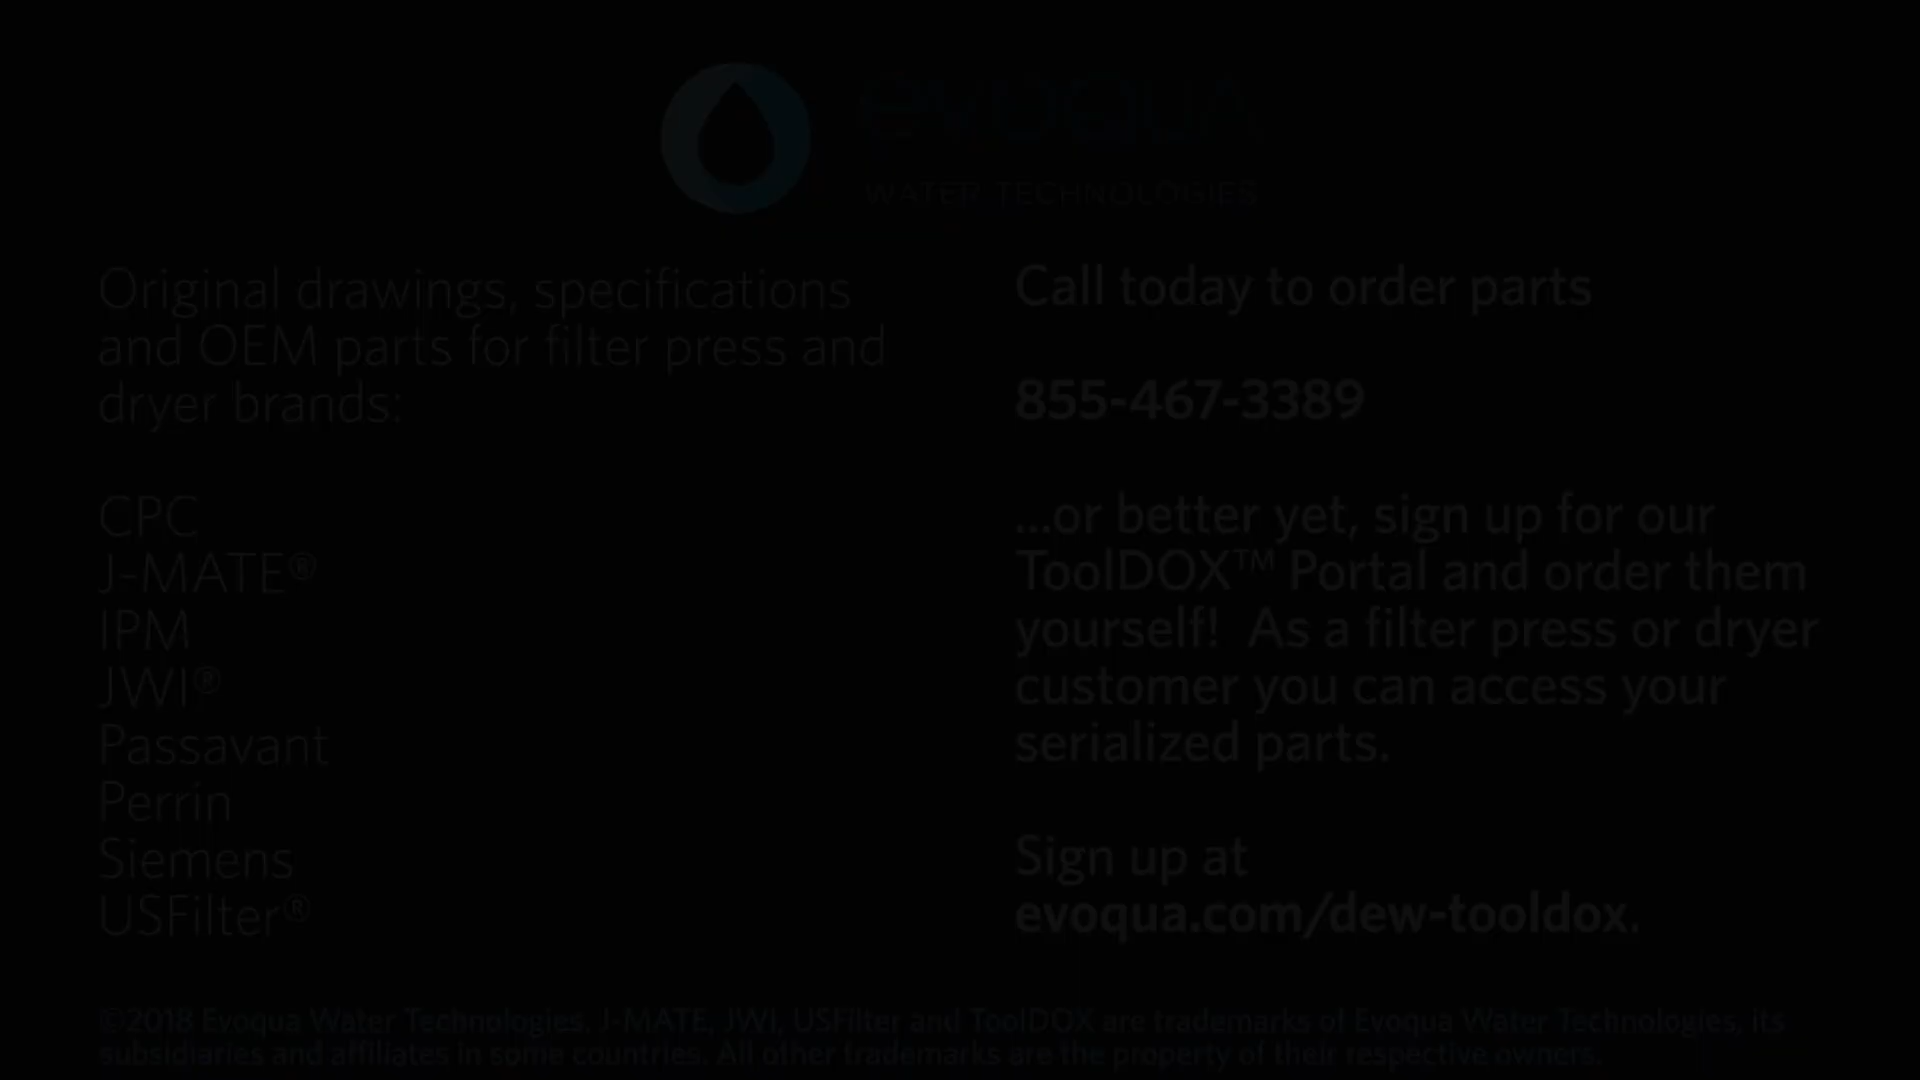 evoqua
WATER TECHNOLOGIES
Original drawings, specifications
and OEM parts for filter press and
dryer brands:
CPC
J-MATE®
IPM
JWI®
Passavant
Perrin
Siemens
USFilter®
Call today to order parts
855-467-3389
...or better yet, sign up for our
ToolDOX™ Portal and order them
yourself!  As a filter press or dryer
customer you can access your
serialized parts.
Sign up at
evoqua.com/dew-tooldox.
©2018 Evoqua Water Technologies. J-MATE, JWI, USFilter and ToolDOX are trademarks of Evoqua Water Technologies, its
subsidiaries and affiliates in some countries. All other trademarks are the property of their respective owners.